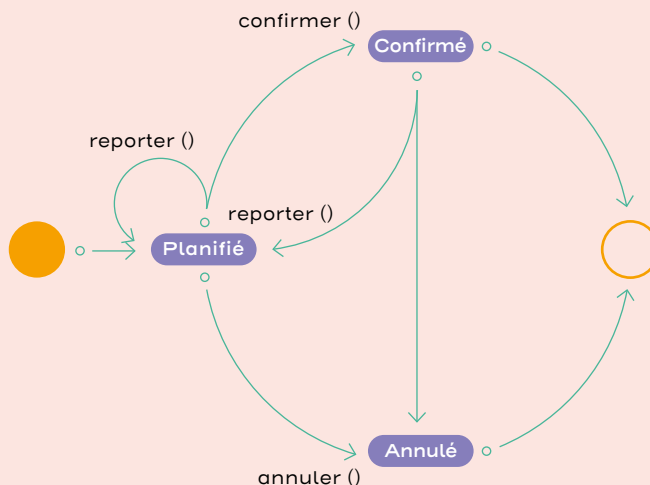 confirmer ()
Confirmé
reporter ()
reporter ()
Planifié
Annulé
annuler ()